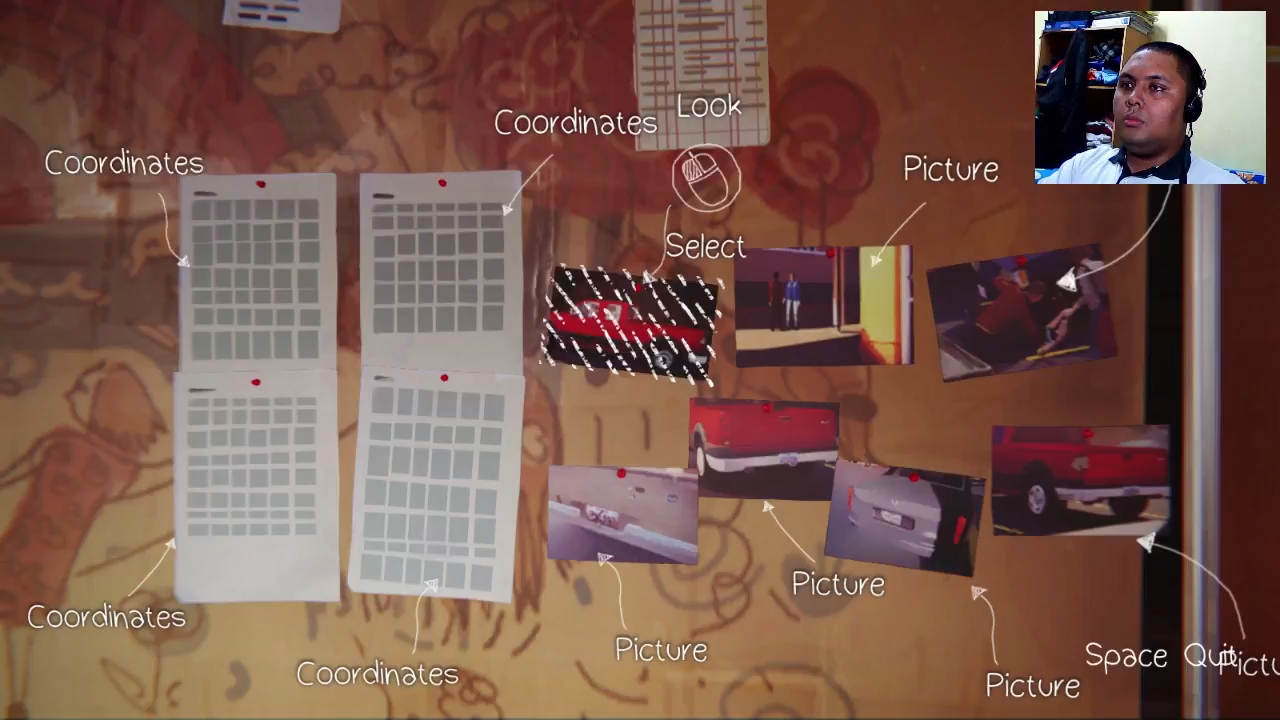 Look
Coordinates
Coordinates
Picture
Select
Picture
Coordinates
Picture
Space Quit
Coordinates
Picture